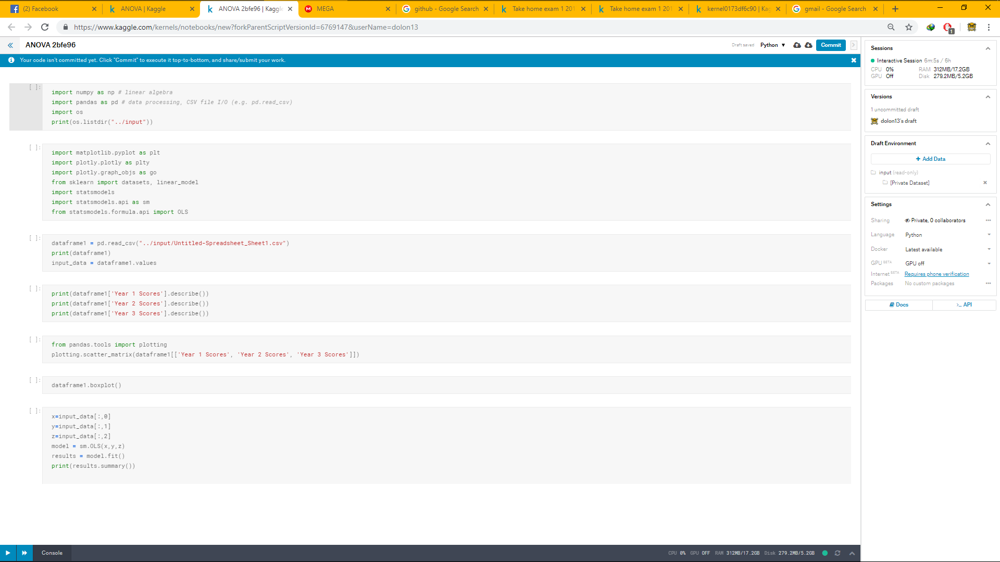 (2) Facebook
ANOVA | Kaggle
ANOVA 2bfe96 | Kaggle
MEGA
github - Google Search
Take home exam 1 201
Take home exam 1 201
kernel0173df6c90 | Kag
gmail - Google Search
https://www.kaggle.com/kernels/notebooks/new?forkParentScriptVersionId=6769147&userName=dolon13
1
ANOVA 2bfe96
Draft saved
Python
Commit
Your code isn't committed yet. Click "Commit" to execute it top-to-bottom, and share/submit your work.
[ ]:
import numpy as np # linear algebra
import pandas as pd # data processing, CSV file I/O (e.g. pd.read_csv)
import os
print(os.listdir("../input"))
[ ]:
import matplotlib.pyplot as plt
import plotly.plotly as plty
import plotly.graph_objs as go
from sklearn import datasets, linear_model
import statsmodels
import statsmodels.api as sm
from statsmodels.formula.api import OLS
[ ]:
dataframe1 = pd.read_csv("../input/Untitled-Spreadsheet_Sheet1.csv")
print(dataframe1)
input_data = dataframe1.values
[ ]:
print(dataframe1['Year 1 Scores'].describe())
print(dataframe1['Year 2 Scores'].describe())
print(dataframe1['Year 3 Scores'].describe())
[ ]:
from pandas.tools import plotting
plotting.scatter_matrix(dataframe1[['Year 1 Scores', 'Year 2 Scores', 'Year 3 Scores']])
[ ]:
dataframe1.boxplot()
[ ]:
x=input_data[:,0]
y=input_data[:,1]
z=input_data[:,2]
model = sm.OLS(x,y,z)
results = model.fit()
print(results.summary())
Sessions
Interactive Session 6m:5s / 6h
CPU 0% RAM 312MB/17.2GB
GPU Off Disk 279.2MB/5.2GB
Versions
1 uncommitted draft
dolon13's draft
Draft Environment
+ Add Data
input (read-only)
[Private Dataset]
Settings
Sharing Private, 0 collaborators
Language Python
Docker Latest available
GPU BETA GPU off
Internet BETA Requires phone verification
Packages No custom packages
Docs
>_ API
Console
CPU 0% GPU OFF RAM 312MB/17.2GB Disk 279.2MB/5.2GB